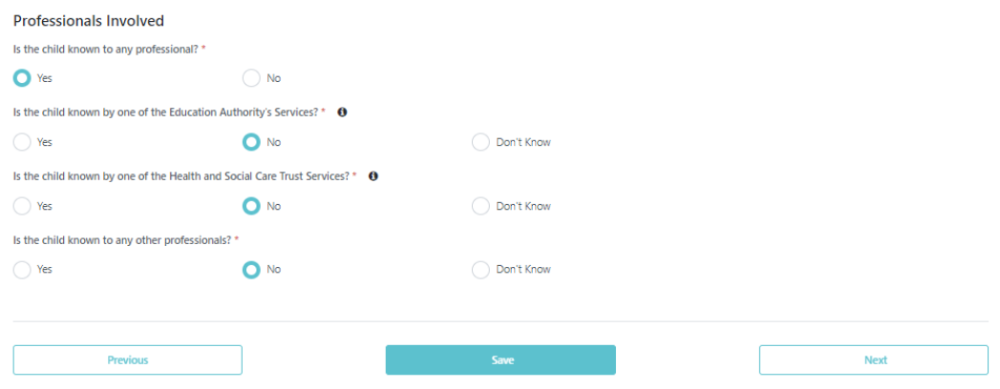 Professionals Involved
Is the child known to any professional? *
Yes No
Is the child known by one of the Education Authority's Services? *
Yes No Don't Know
Is the child known by one of the Health and Social Care Trust Services? *
Yes No Don't Know
Is the child known to any other professionals? *
Yes No Don't Know
Previous Save Next